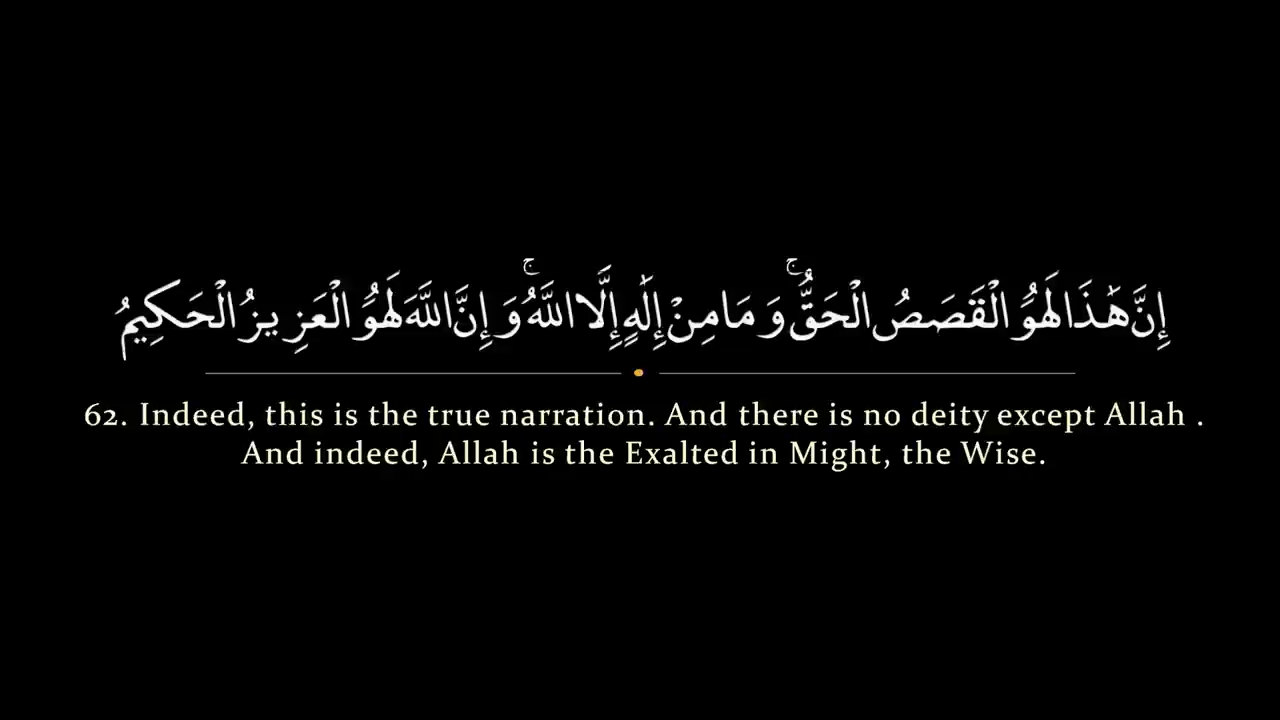 إِنَّ هَٰذَا لَهُوَ الْقَصَصُ الْحَقُّ ۚ وَمَا مِنْ إِلَٰهٍ إِلَّا اللَّهُ ۚ وَإِنَّ اللَّهَ لَهُوَ الْعَزِيزُ الْحَكِيمُ
62. Indeed, this is the true narration. And there is no deity except Allah .
And indeed, Allah is the Exalted in Might, the Wise.